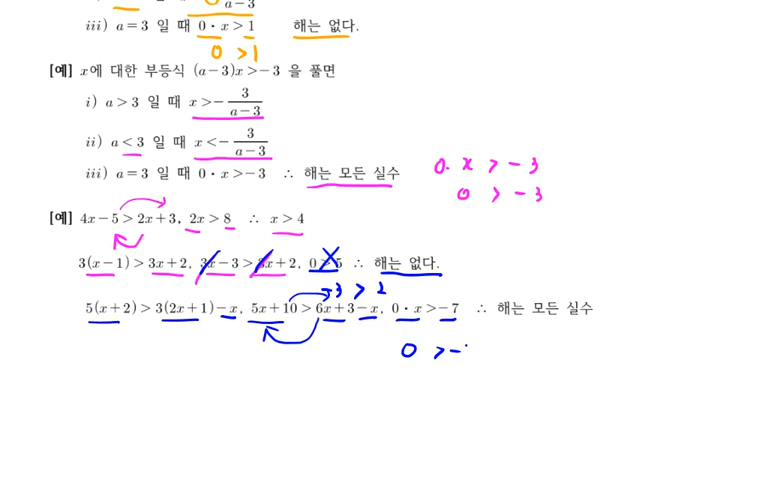 a-3
iii) a=3 일 때 0·x>1 해는 없다.
0 >1
[예] x에 대한 부등식 (a-3)x>-3 을 풀면
i) a>3 일 때 x>-3/(a-3)
ii) a<3 일 때 x<-3/(a-3)
iii) a=3 일 때 0·x>-3 ∴ 해는 모든 실수
0. x > -3
0 > -3
[예] 4x-5>2x+3, 2x>8 ∴ x>4
3(x-1)>3x+2, 3x-3>3x+2, 0>5 ∴ 해는 없다.
-3 > 2
5(x+2)>3(2x+1)-x, 5x+10>6x+3-x, 0·x>-7 ∴ 해는 모든 실수
0 >-